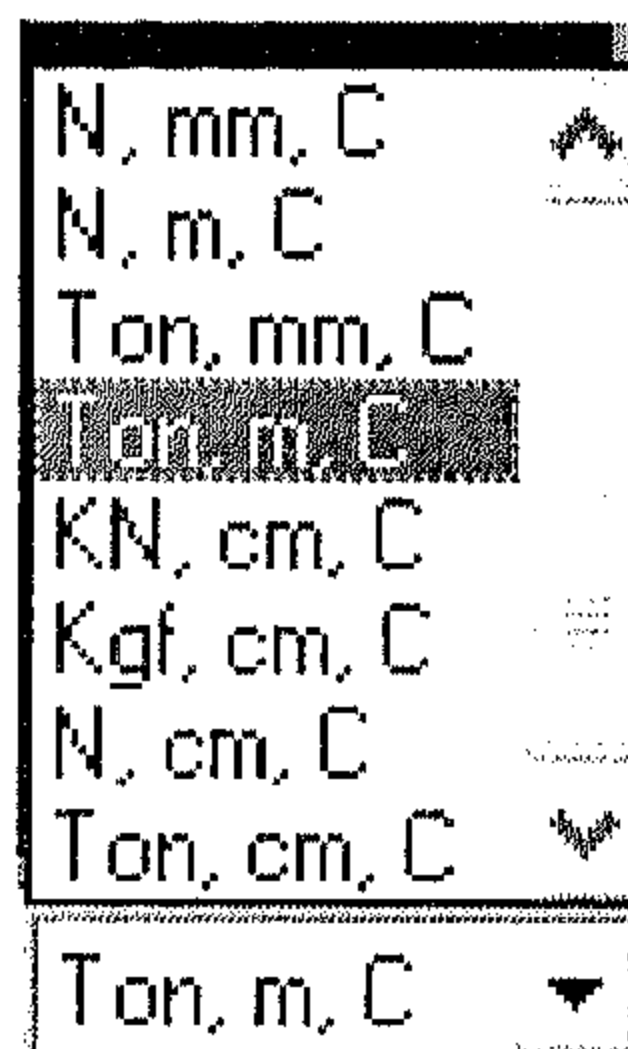 N, mm, C
N, m, C
Ton, mm, C
Ton, m, C
KN, cm, C
Kgf, cm, C
N, cm, C
Ton, cm, C
Ton, m, C